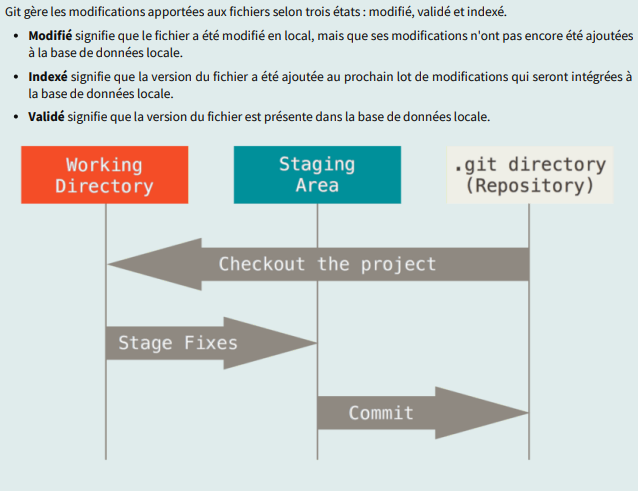 Git gère les modifications apportées aux fichiers selon trois états : modifié, validé et indexé.
• Modifié signifie que le fichier a été modifié en local, mais que ses modifications n'ont pas encore été ajoutées
à la base de données locale.
• Indexé signifie que la version du fichier a été ajoutée au prochain lot de modifications qui seront intégrées à
la base de données locale.
• Validé signifie que la version du fichier est présente dans la base de données locale.
Working
Directory
Staging
Area
.git directory
(Repository)
Checkout the project
Stage Fixes
Commit